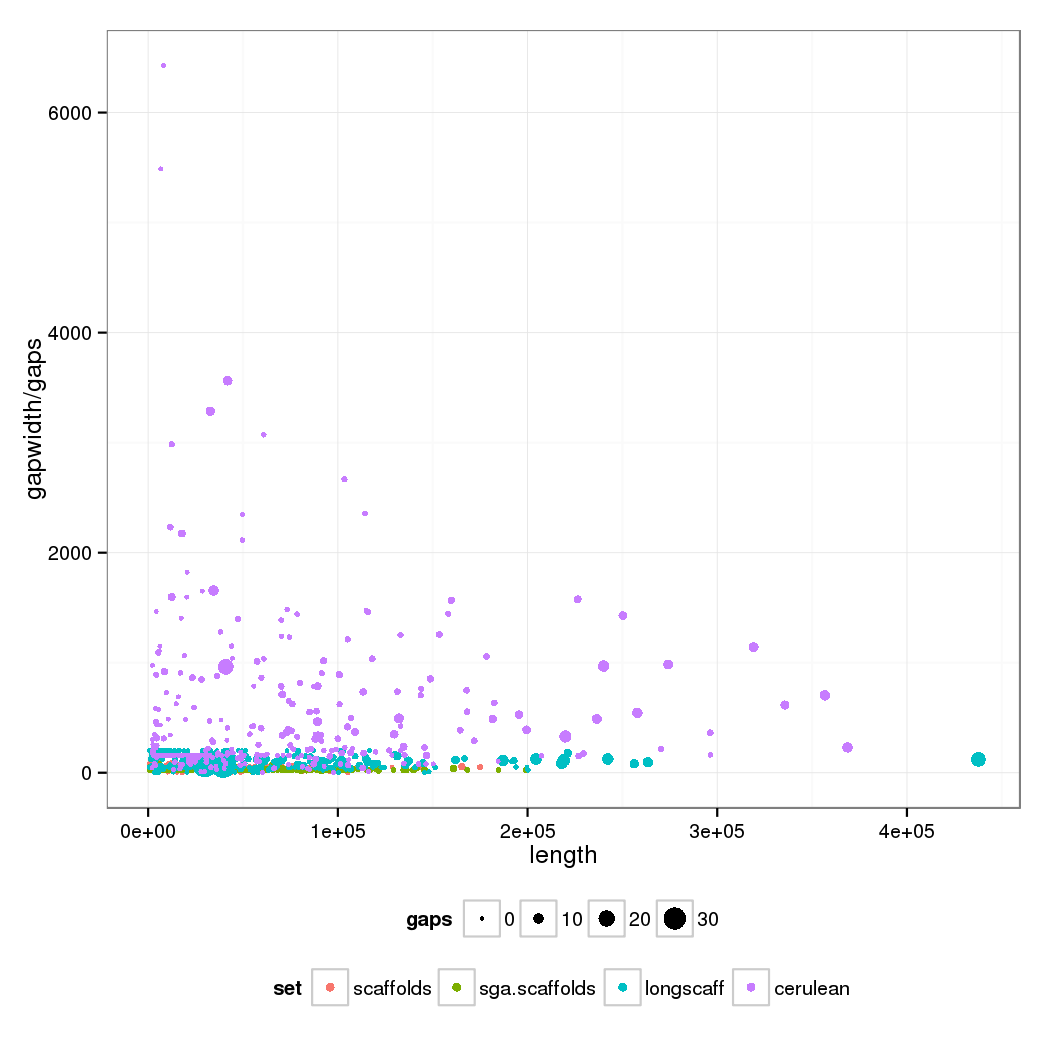 6000
4000
2000
0
gapwidth/gaps
0e+00 1e+05 2e+05 3e+05 4e+05
length
gaps 0 10 20 30
set scaffolds sga.scaffolds longscaff cerulean